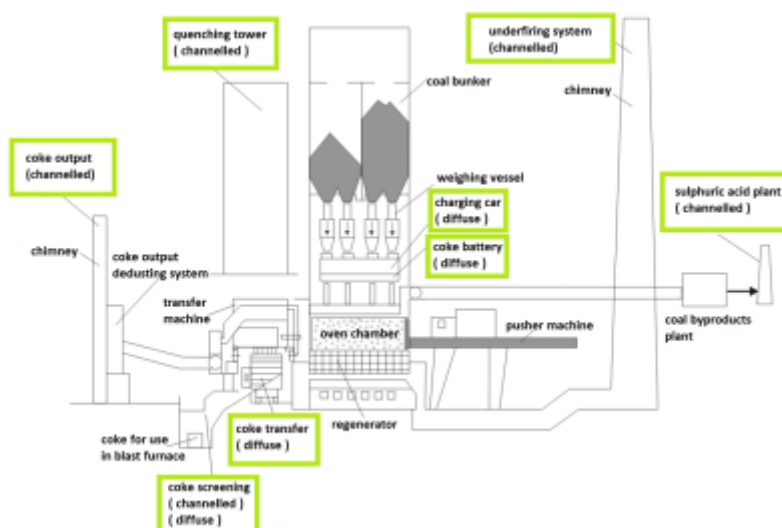 quenching tower
( channelled )
underfiring system
(channelled)
coal bunker
chimney
coke output
(channelled)
weighing vessel
sulphuric acid plant
( channelled )
charging car
( diffuse )
chimney
coke output
dedusting system
coke battery
( diffuse )
transfer
machine
oven chamber
pusher machine
coal byproducts
plant
regenerator
coke transfer
( diffuse )
coke for use
in blast furnace
coke screening
( channelled )
( diffuse )